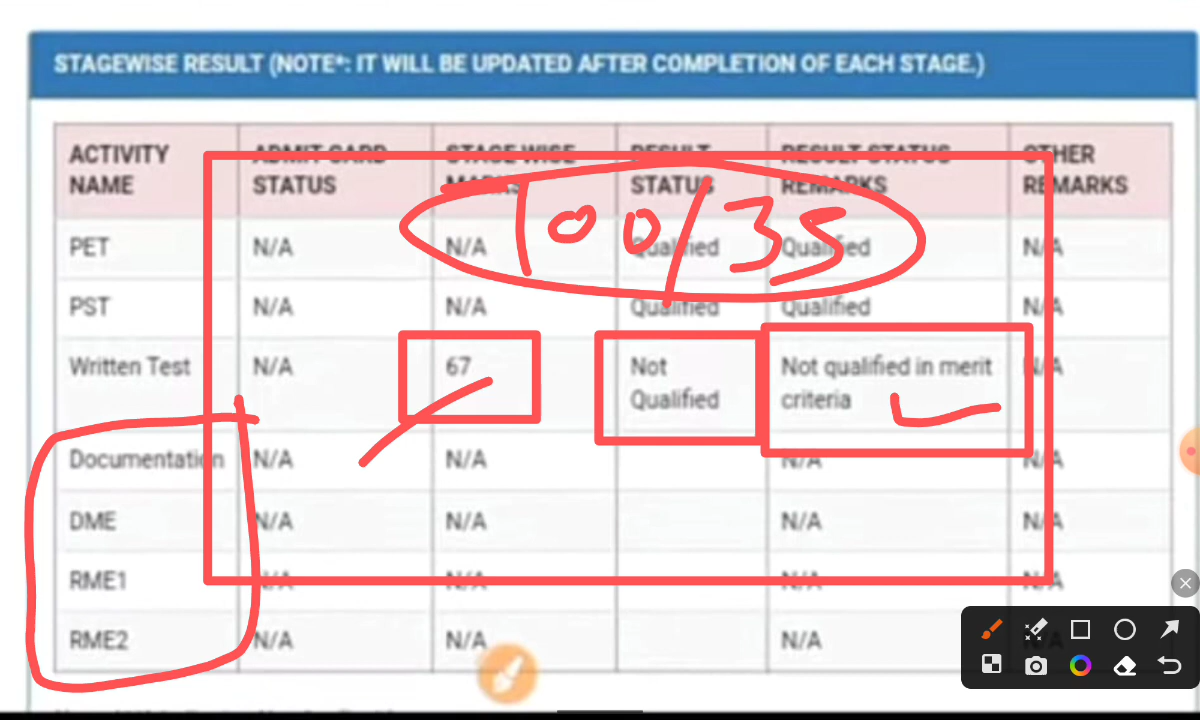 STAGEWISE RESULT (NOTE*: IT WILL BE UPDATED AFTER COMPLETION OF EACH STAGE.)
ACTIVITY NAME ADMIT CARD STATUS STAGE WISE MARKS RESULT STATUS RESULT STATUS REMARKS OTHER REMARKS
100/35
PET N/A N/A Qualified Qualified N/A
PST N/A N/A Qualified Qualified N/A
Written Test N/A 67 Not Qualified Not qualified in merit criteria N/A
Documentation N/A N/A N/A N/A
DME N/A N/A N/A N/A
RME1 N/A N/A N/A N/A
RME2 N/A N/A N/A N/A